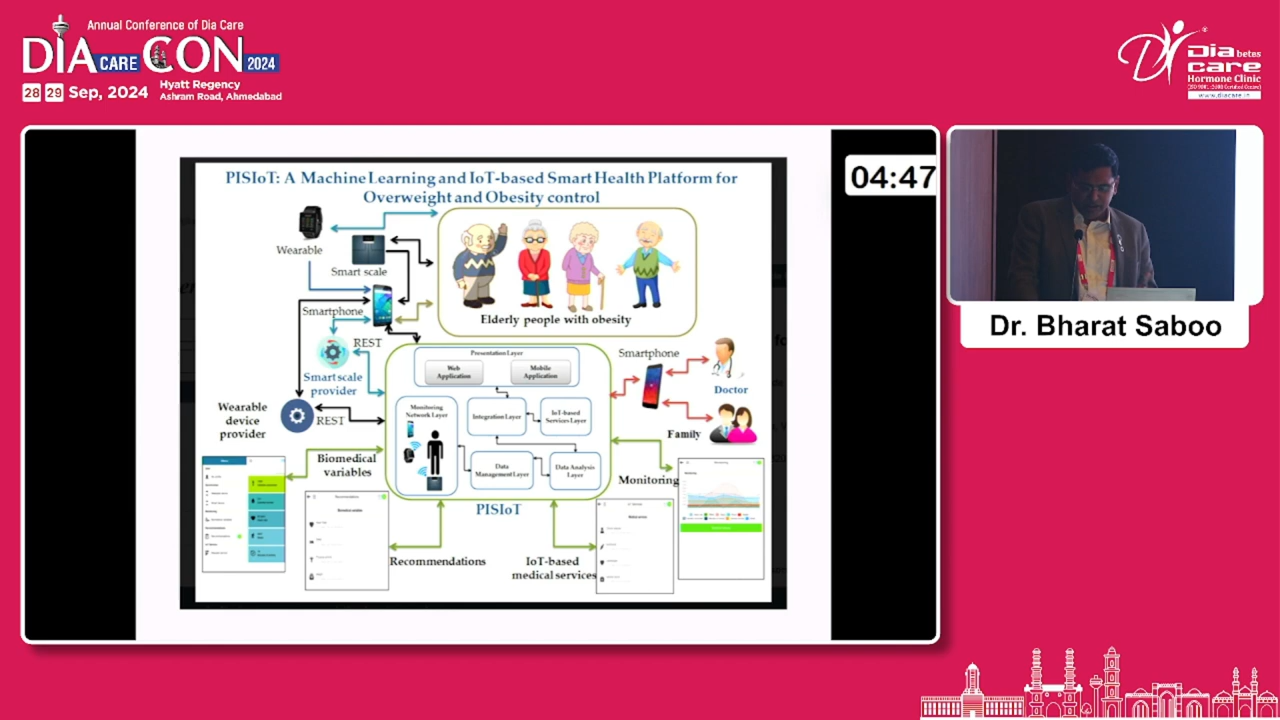 Annual Conference of Dia Care
DIA CARE CON 2024
28 29 Sep, 2024
Hyatt Regency
Ashram Road, Ahmedabad
Diabetes
care
Hormone Clinic
www.diacare.in
04:47
Dr. Bharat Saboo
PISIoT: A Machine Learning and IoT-based Smart Health Platform for
Overweight and Obesity control
Wearable
Smart scale
Smartphone
Elderly people with obesity
REST
Smart scale
provider
Wearable
device
provider
REST
Presentation Layer
Web
Application
Mobile
Application
Monitoring
Network Layer
Integration Layer
IoT-based
Services Layer
Data
Management Layer
Data Analysis
Layer
PISIoT
Smartphone
Doctor
Family
Biomedical
variables
Monitoring
Recommendations
IoT-based
medical services